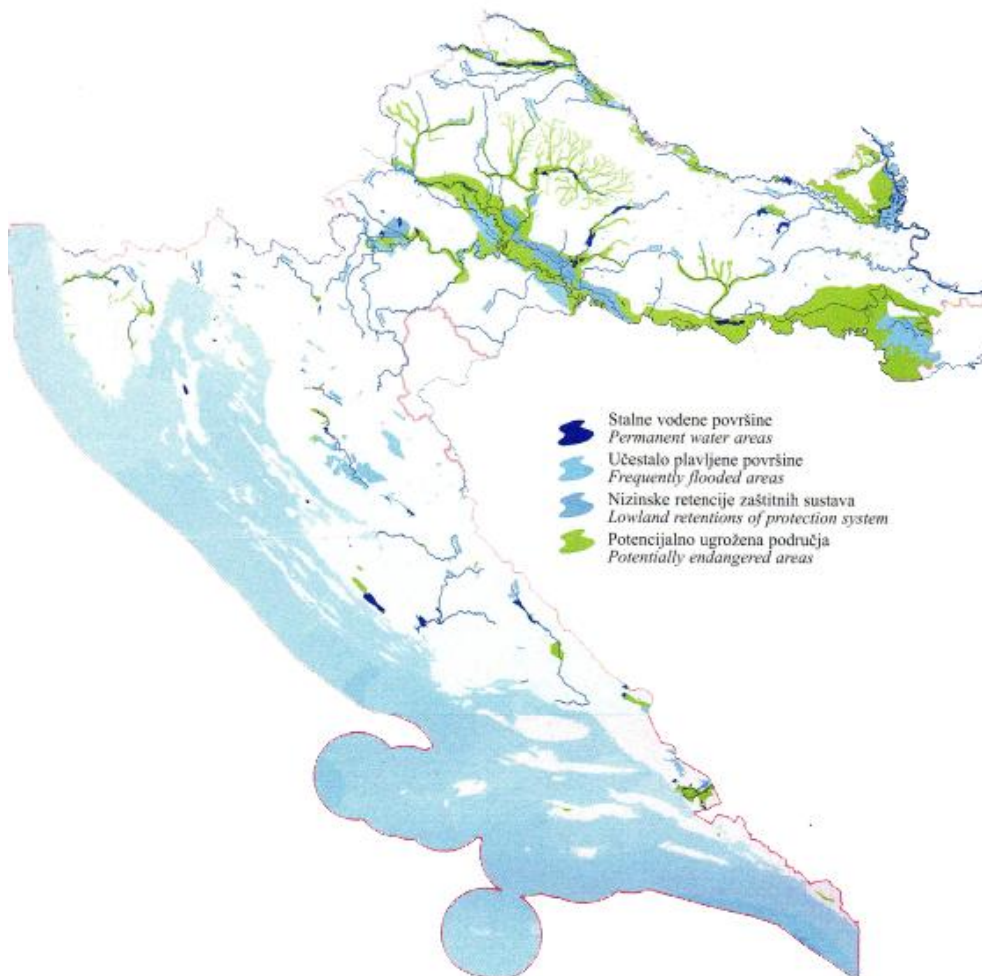 Stalne vodene površine
Permanent water areas
Učestalo plavljene površine
Frequently flooded areas
Nizinske retencije zaštitnih sustava
Lowland retentions of protection system
Potencijalno ugrožena područja
Potentially endangered areas